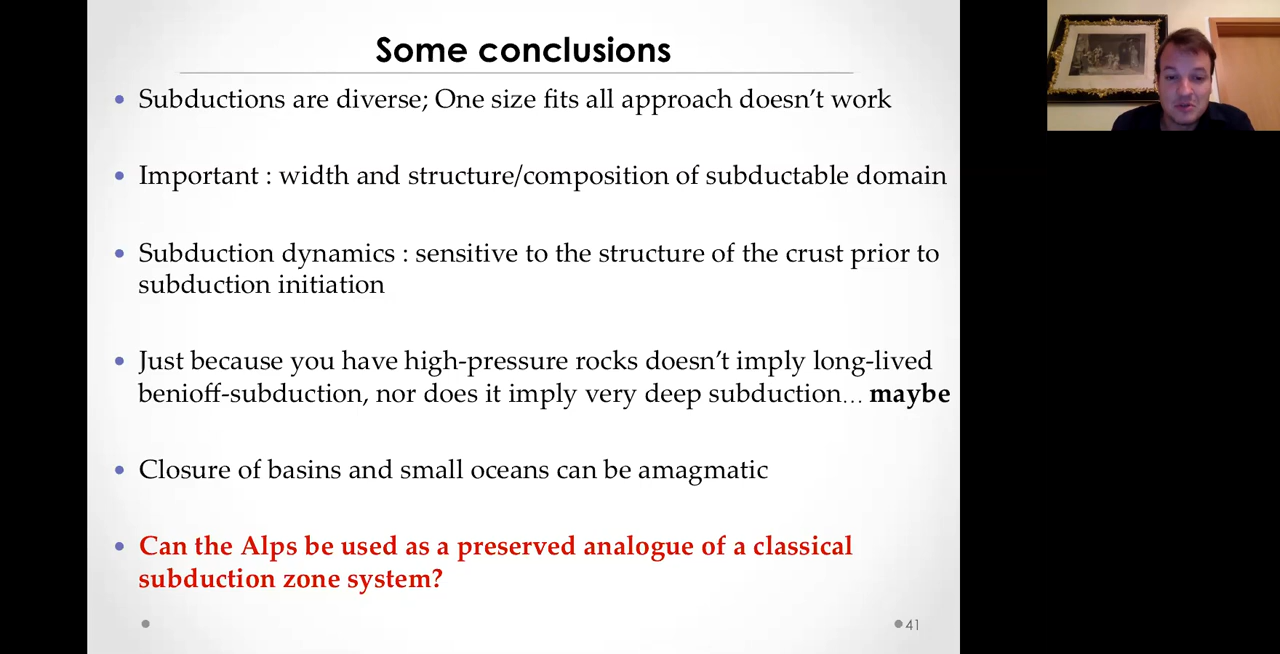 Some conclusions
Subductions are diverse; One size fits all approach doesn’t work
Important : width and structure/composition of subductable domain
Subduction dynamics : sensitive to the structure of the crust prior to
subduction initiation
Just because you have high-pressure rocks doesn’t imply long-lived
benioff-subduction, nor does it imply very deep subduction... maybe
Closure of basins and small oceans can be amagmatic
Can the Alps be used as a preserved analogue of a classical
subduction zone system?
41